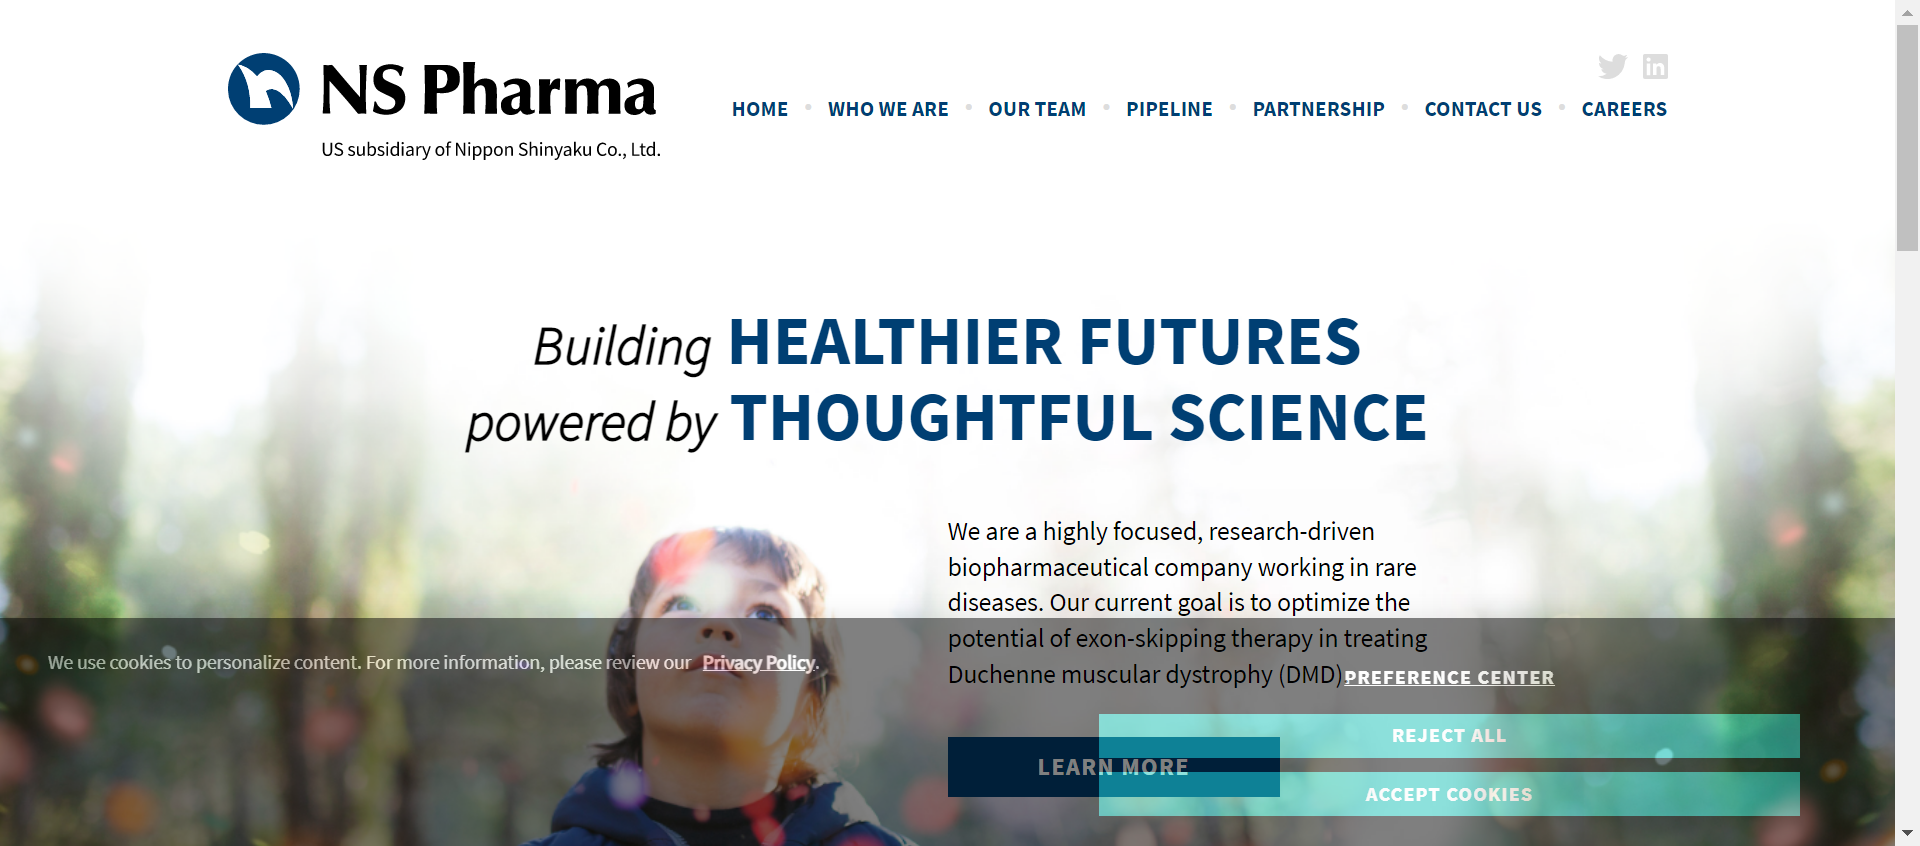 NS Pharma
US subsidiary of Nippon Shinyaku Co., Ltd.
HOME • WHO WE ARE • OUR TEAM • PIPELINE • PARTNERSHIP • CONTACT US • CAREERS
Building HEALTHIER FUTURES
powered by THOUGHTFUL SCIENCE
We are a highly focused, research-driven
biopharmaceutical company working in rare
diseases. Our current goal is to optimize the
potential of exon-skipping therapy in treating
Duchenne muscular dystrophy (DMD).
LEARN MORE
We use cookies to personalize content. For more information, please review our Privacy Policy.
PREFERENCE CENTER
REJECT ALL
ACCEPT COOKIES